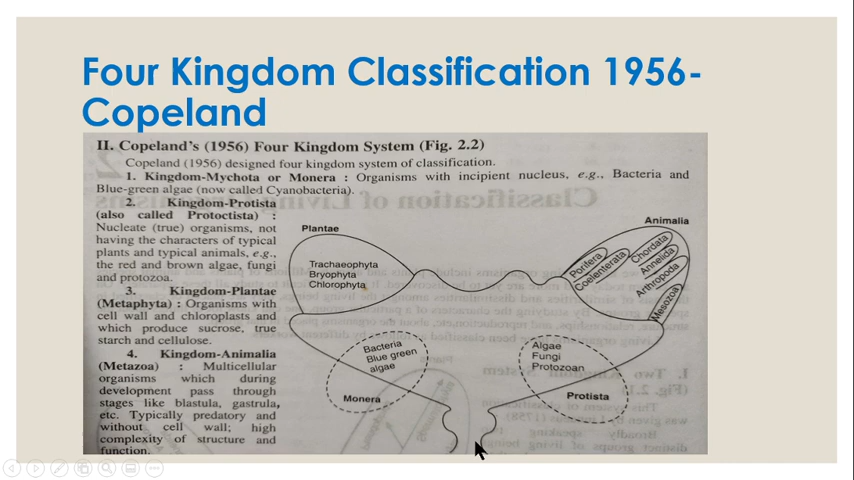 Four Kingdom Classification 1956-
Copeland
II. Copeland's (1956) Four Kingdom System (Fig. 2.2)
Copeland (1956) designed four kingdom system of classification.
1. Kingdom-Mychota or Monera : Organisms with incipient nucleus, e.g., Bacteria and
Blue-green algae (now called Cyanobacteria).
2. Kingdom-Protista
(also called Protoctista) :
Nucleate (true) organisms, not
having the characters of typical
plants and typical animals, e.g.,
the red and brown algae, fungi
and protozoa.
3. Kingdom-Plantae
(Metaphyta) : Organisms with
cell wall and chloroplasts and
which produce sucrose, true
starch and cellulose.
4. Kingdom-Animalia
(Metazoa) : Multicellular
organisms which during
development pass through
stages like blastula, gastrula,
etc. Typically predatory and
without cell wall; high
complexity of structure and
function.
Plantae
Trachaeophyta
Bryophyta
Chlorophyta
Animalia
Porifera
Coelenterata
Chordata
Annelida
Arthropoda
Mesozoa
Bacteria
Blue green
algae
Monera
Algae
Fungi
Protozoan
Protista